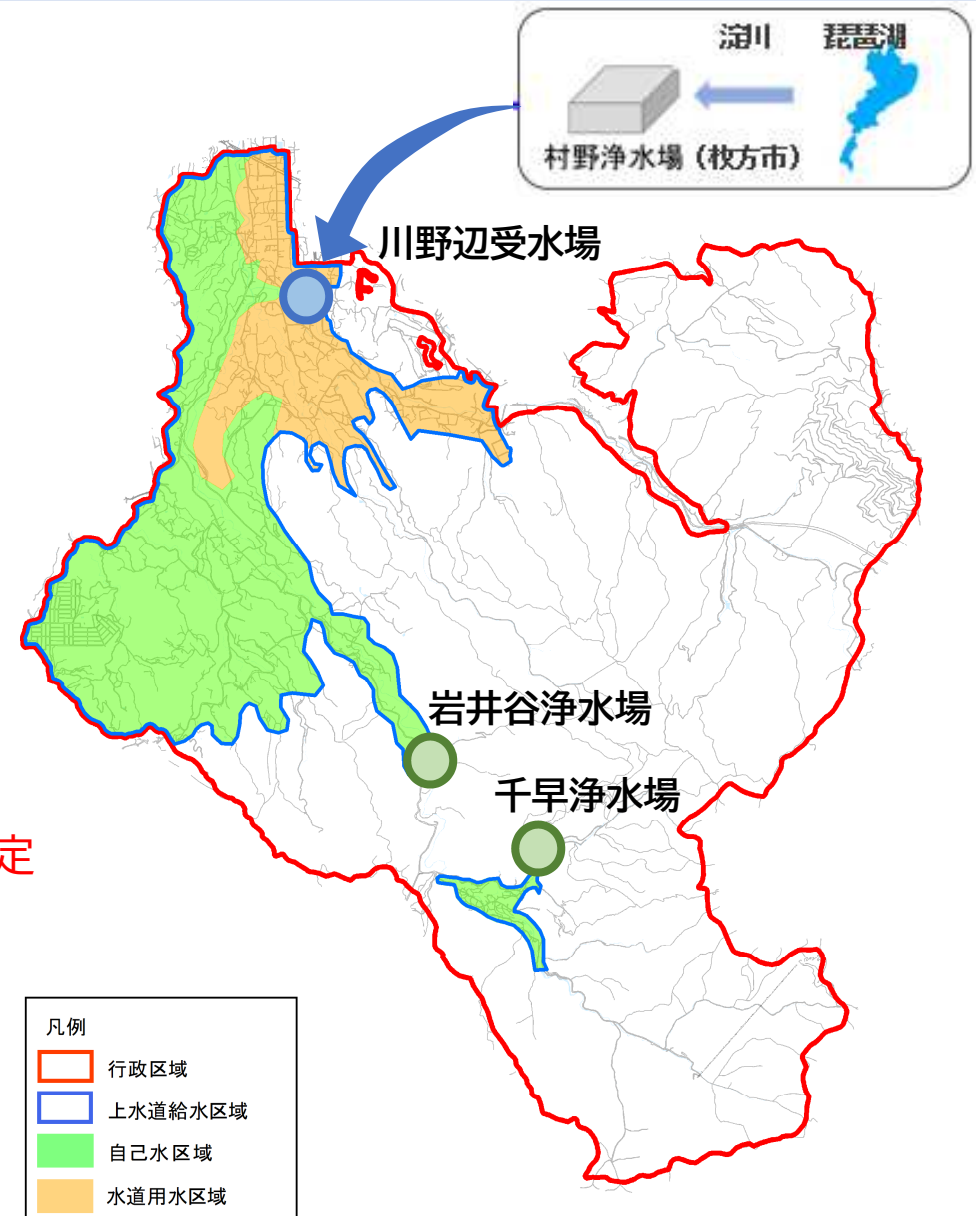 淀川 琵琶湖
村野浄水場（枚方市）
川野辺受水場
岩井谷浄水場
千早浄水場
定
凡例
行政区域
上水道給水区域
自己水区域
水道用水区域